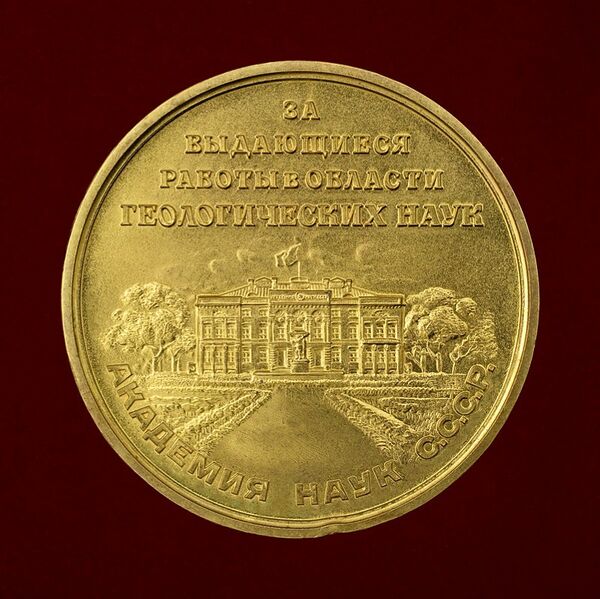 ЗА
ВЫДАЮЩИЕСЯ
РАБОТЫ В ОБЛАСТИ
ГЕОЛОГИЧЕСКИХ НАУК
АКАДЕМИЯ НАУК С.С.С.Р.